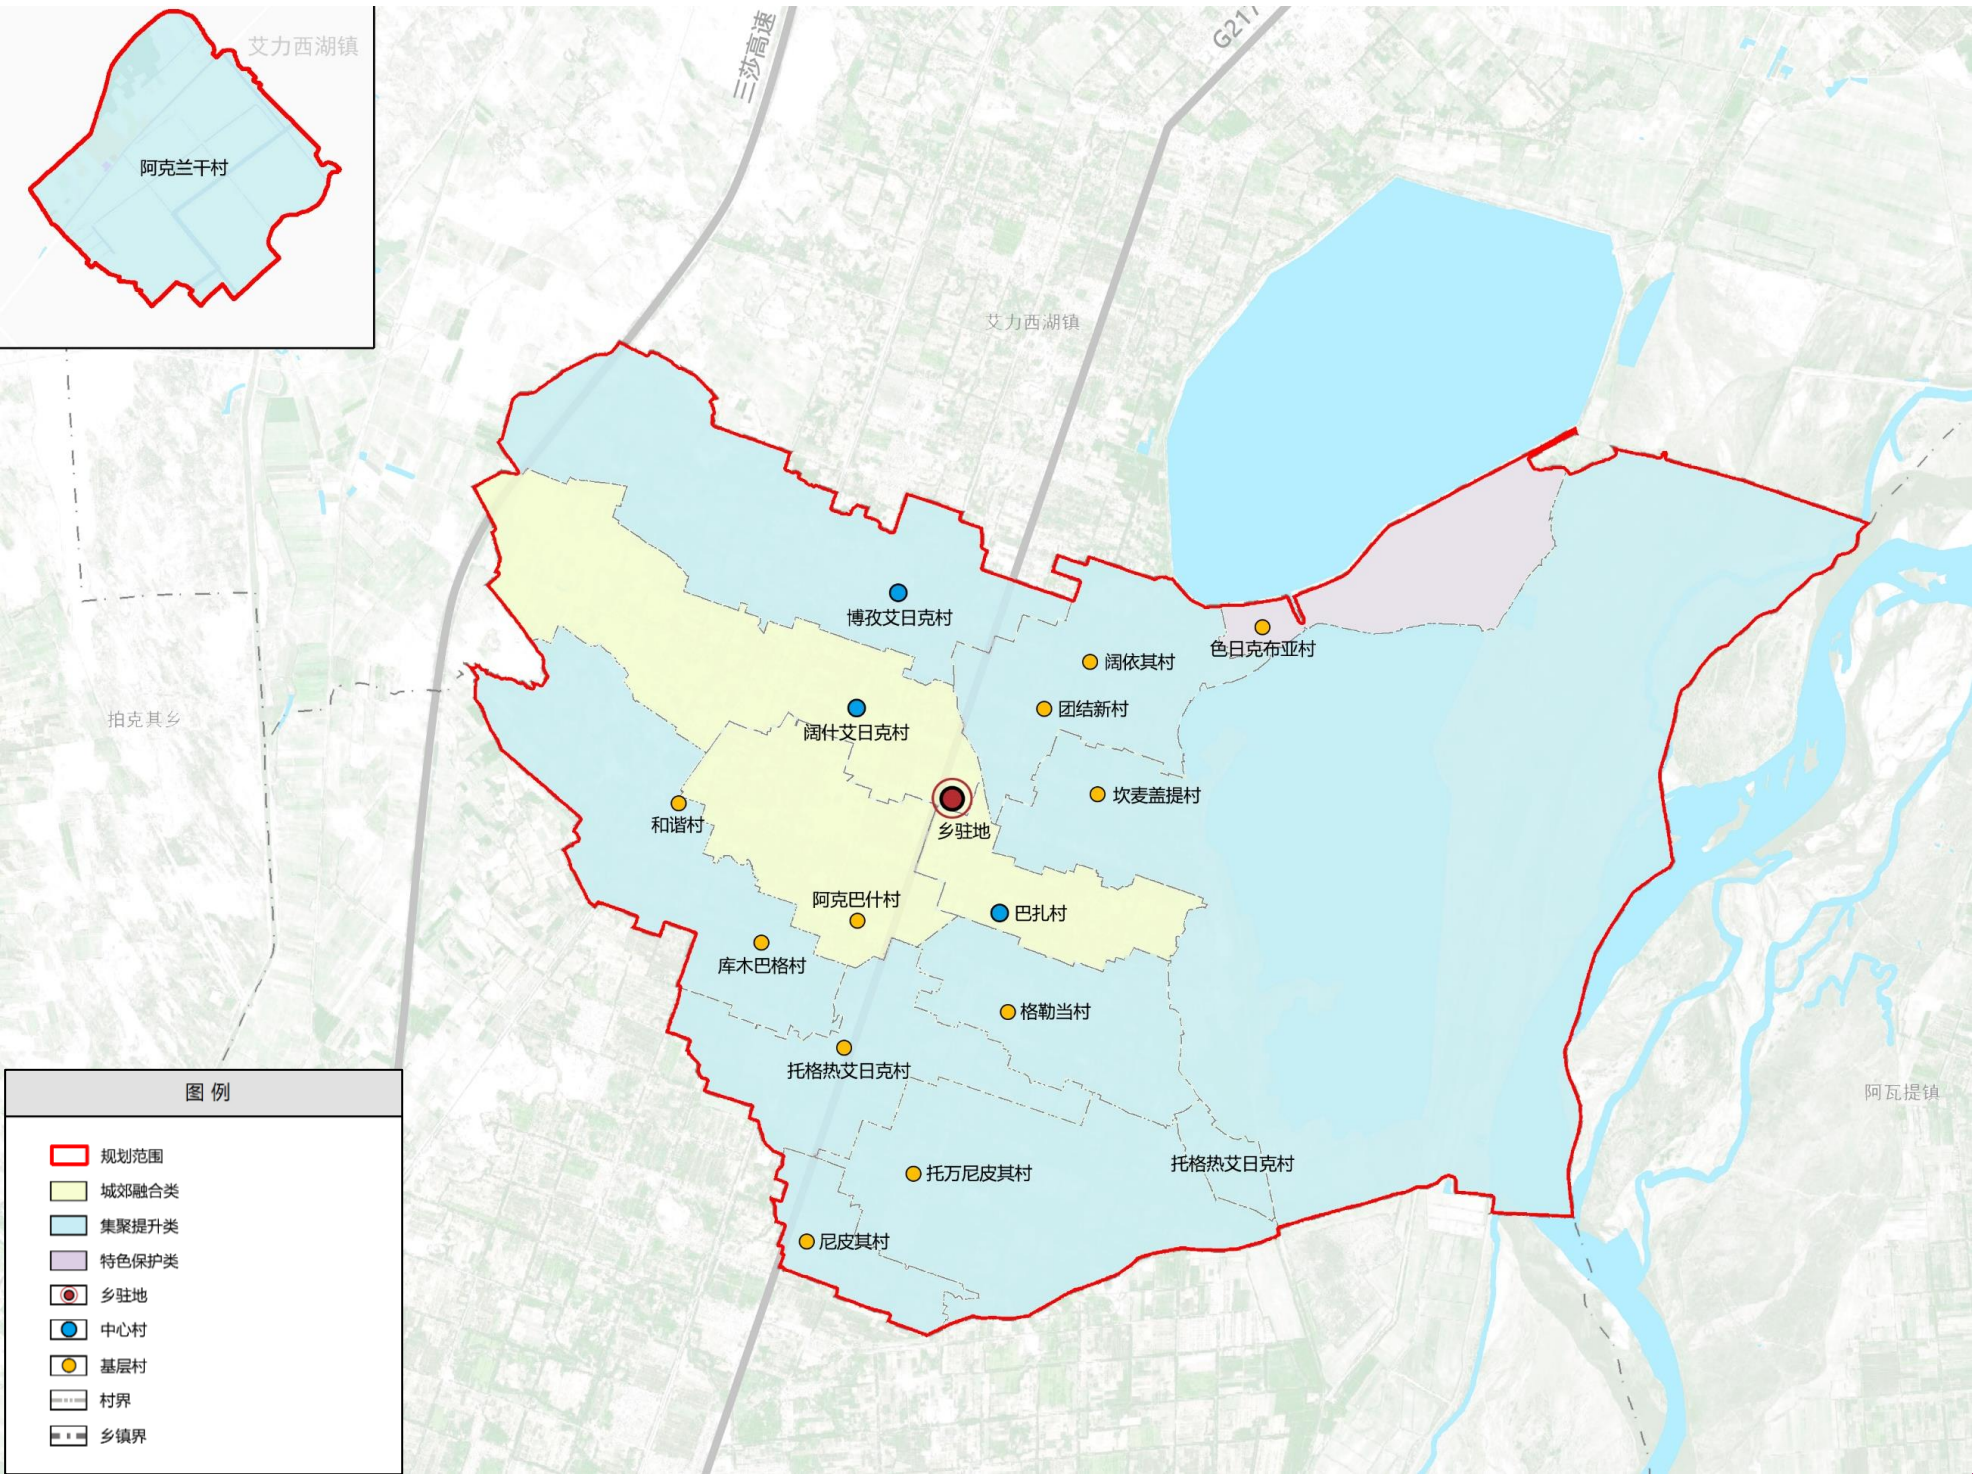 艾力西湖镇
阿克兰干村
三莎高速
G217
艾力西湖镇
博孜艾日克村
阔依其村
色日克布亚村
团结新村
拍克其乡
阔什艾日克村
坎麦盖提村
和谐村
乡驻地
阿克巴什村
巴扎村
库木巴格村
格勒当村
托格热艾日克村
阿瓦提镇
托格热艾日克村
托万尼皮其村
尼皮其村
图例
规划范围
城郊融合类
集聚提升类
特色保护类
乡驻地
中心村
基层村
村界
乡镇界